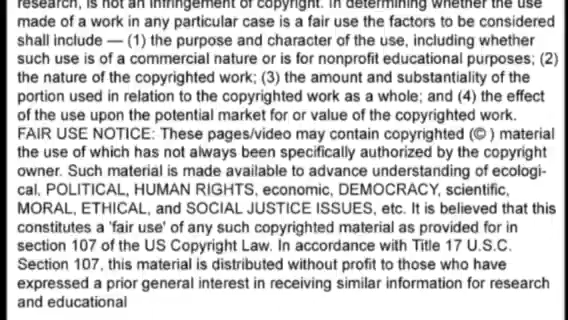 research, is not an infringement of copyright. In determining whether the use
made of a work in any particular case is a fair use the factors to be considered
shall include — (1) the purpose and character of the use, including whether
such use is of a commercial nature or is for nonprofit educational purposes; (2)
the nature of the copyrighted work; (3) the amount and substantiality of the
portion used in relation to the copyrighted work as a whole; and (4) the effect
of the use upon the potential market for or value of the copyrighted work.
FAIR USE NOTICE: These pages/video may contain copyrighted (© ) material
the use of which has not always been specifically authorized by the copyright
owner. Such material is made available to advance understanding of ecologi-
cal, POLITICAL, HUMAN RIGHTS, economic, DEMOCRACY, scientific,
MORAL, ETHICAL, and SOCIAL JUSTICE ISSUES, etc. It is believed that this
constitutes a 'fair use' of any such copyrighted material as provided for in
section 107 of the US Copyright Law. In accordance with Title 17 U.S.C.
Section 107, this material is distributed without profit to those who have
expressed a prior general interest in receiving similar information for research
and educational